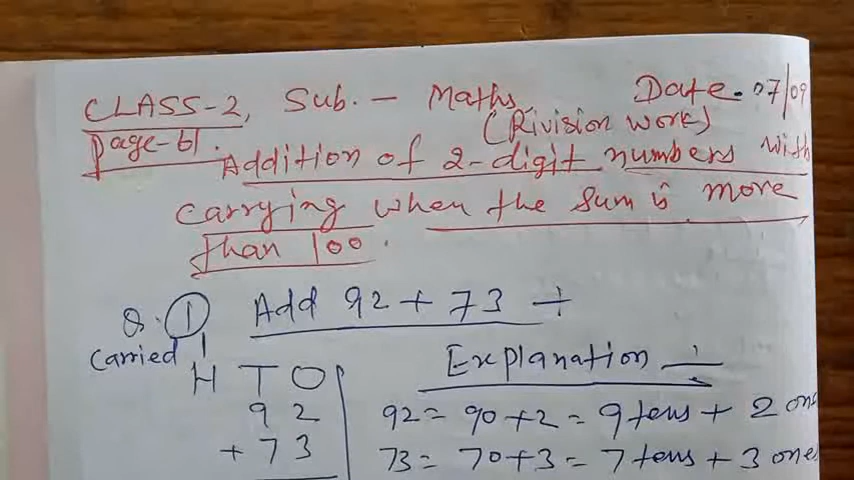 CLASS-2, Sub. - Maths Date. 07/09
(Rivision work)
Page-61.
Addition of 2-digit numbers with
carrying when the sum is more
than 100.
Q. 1 Add 92 + 73 ÷
Carried 1 Explanation ÷
H T O
9 2 92 = 90+2 = 9 tens + 2 ones
+ 7 3 73 = 70+3 = 7 tens + 3 ones